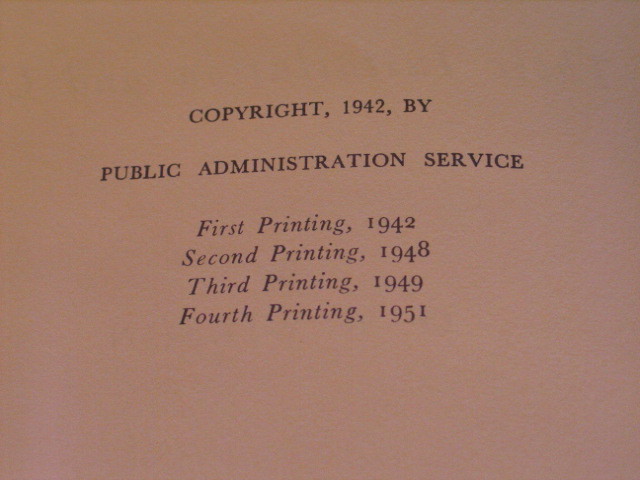 COPYRIGHT, 1942, BY
PUBLIC ADMINISTRATION SERVICE
First Printing, 1942
Second Printing, 1948
Third Printing, 1949
Fourth Printing, 1951